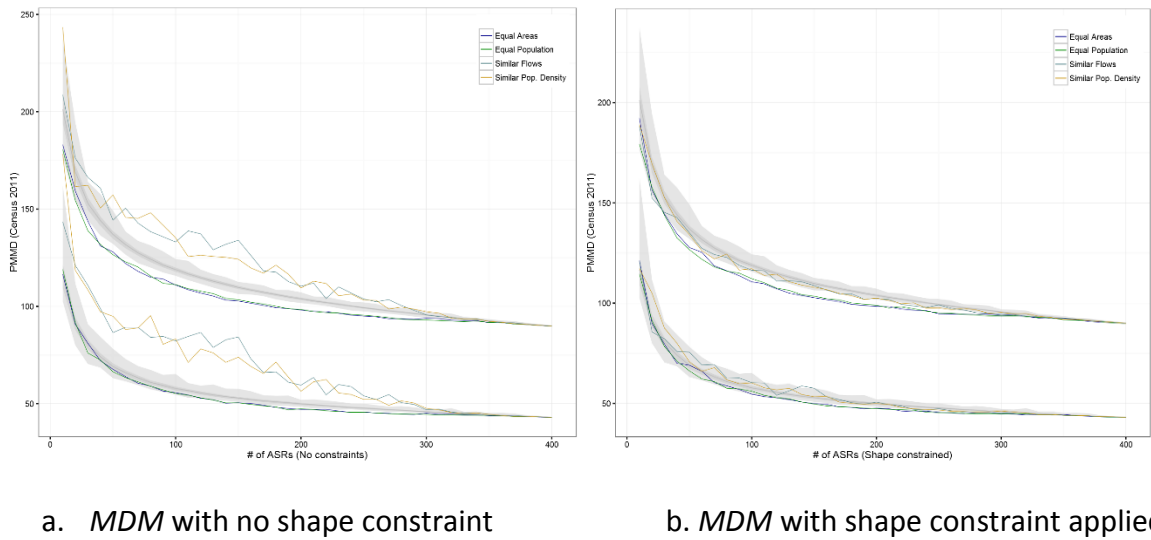 250
200
150
100
50
PMMD (Census 2011)
Equal Areas
Equal Population
Similar Flows
Similar Pop. Density
0
100
200
300
400
# of ASRs (No constraints)
250
200
150
100
50
PMMD (Census 2011)
Equal Areas
Equal Population
Similar Flows
Similar Pop. Density
0
100
200
300
400
# of ASRs (Shape constrained)
a. MDM with no shape constraint
b. MDM with shape constraint applied